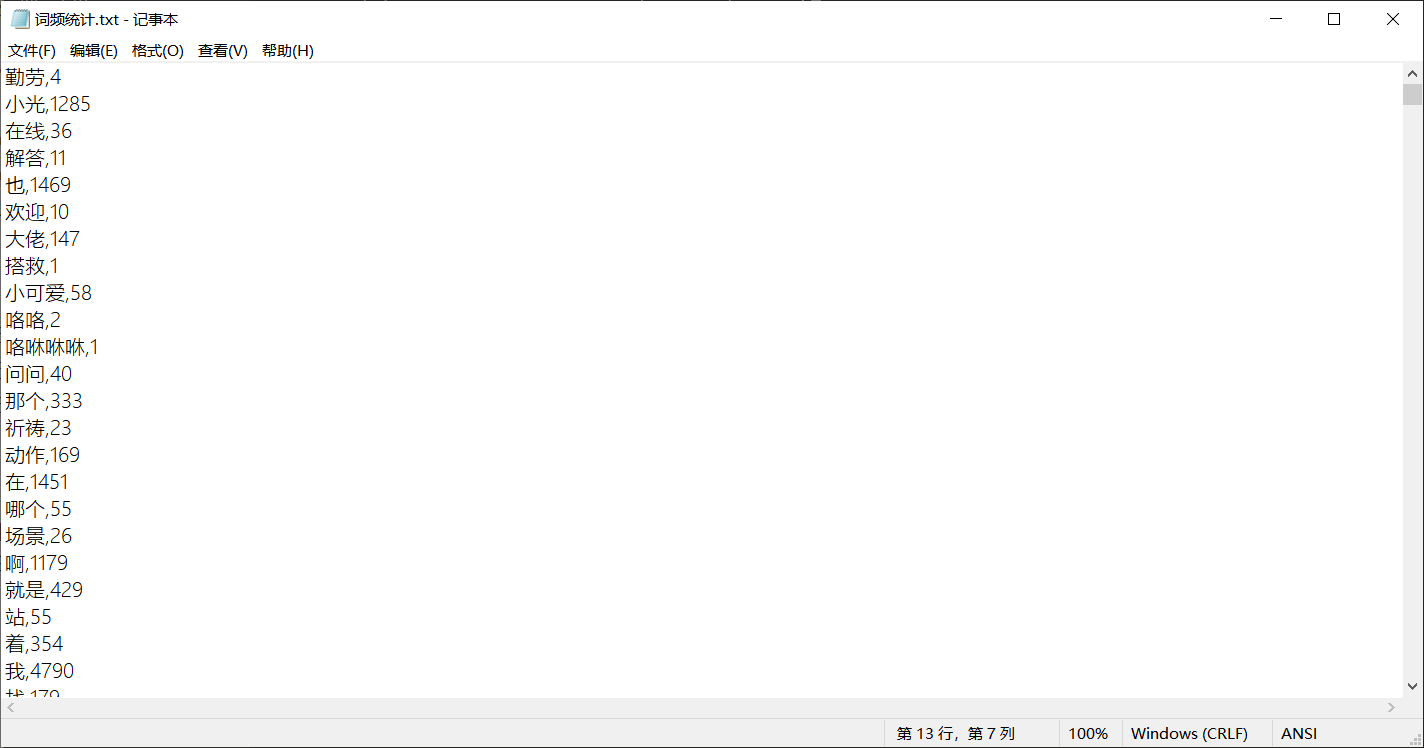 词频统计.txt - 记事本
文件(F) 编辑(E) 格式(O) 查看(V) 帮助(H)
勤劳,4
小光,1285
在线,36
解答,11
也,1469
欢迎,10
大佬,147
搭救,1
小可爱,58
咯咯,2
咯咻咻咻,1
问问,40
那个,333
祈祷,23
动作,169
在,1451
哪个,55
场景,26
啊,1179
就是,429
站,55
着,354
我,4790
第 13 行，第 7 列 100% Windows (CRLF) ANSI